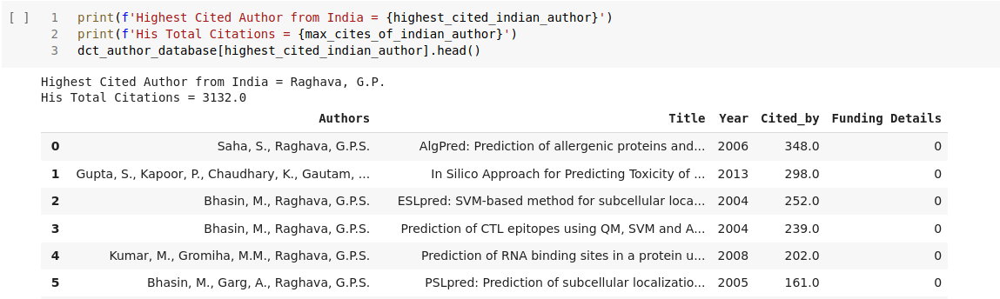 [ ] 1 print(f'Highest Cited Author from India = {highest_cited_indian_author}')
2 print(f'His Total Citations = {max_cites_of_indian_author}')
3 dct_author_database[highest_cited_indian_author].head()
Highest Cited Author from India = Raghava, G.P.
His Total Citations = 3132.0
Authors Title Year Cited_by Funding Details
0 Saha, S., Raghava, G.P.S. AlgPred: Prediction of allergenic proteins and... 2006 348.0 0
1 Gupta, S., Kapoor, P., Chaudhary, K., Gautam, ... In Silico Approach for Predicting Toxicity of ... 2013 298.0 0
2 Bhasin, M., Raghava, G.P.S. ESLpred: SVM-based method for subcellular loca... 2004 252.0 0
3 Bhasin, M., Raghava, G.P.S. Prediction of CTL epitopes using QM, SVM and A... 2004 239.0 0
4 Kumar, M., Gromiha, M.M., Raghava, G.P.S. Prediction of RNA binding sites in a protein u... 2008 202.0 0
5 Bhasin, M., Garg, A., Raghava, G.P.S. PSLpred: Prediction of subcellular localizatio... 2005 161.0 0